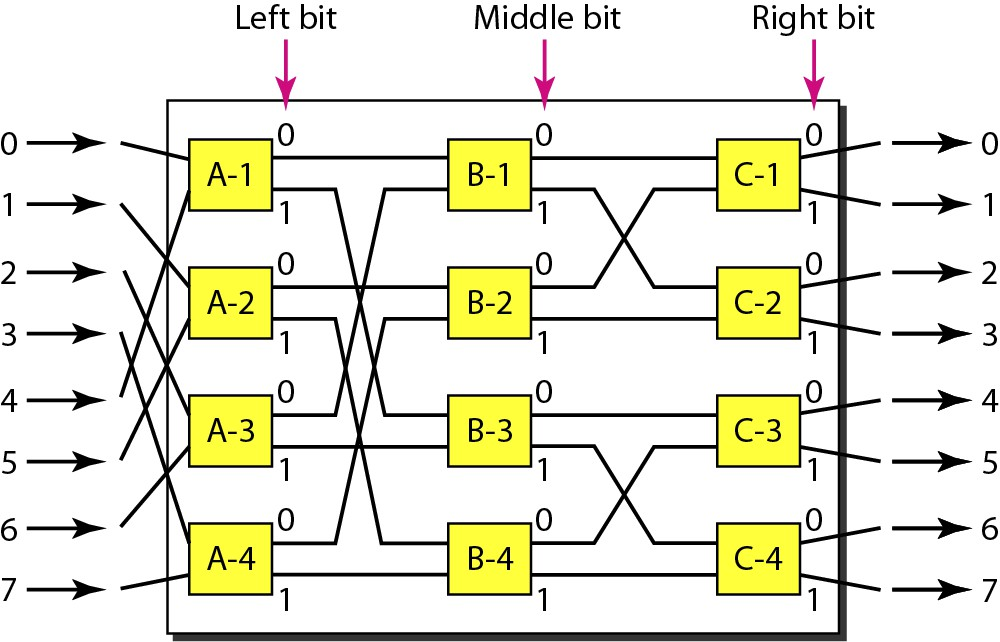 Left bit Middle bit Right bit
0 0 0
0 A-1 B-1 C-1 0
1 1 1 1 1
0 0 0
2 A-2 B-2 C-2 2
3 1 1 1 3
0 0 0
4 A-3 B-3 C-3 4
5 1 1 1 5
0 0 0
6 A-4 B-4 C-4 6
7 1 1 1 7